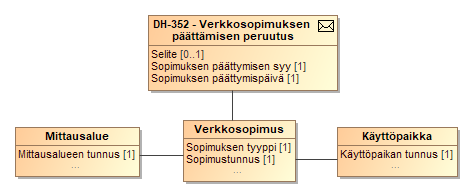 DH-352 - Verkkosopimuksen
päättämisen peruutus
Selite [0..1]
Sopimuksen päättymisen syy [1]
Sopimuksen päättymispäivä [1]
Mittausalue
Mittausalueen tunnus [1]
...
Verkkosopimus
Sopimuksen tyyppi [1]
Sopimustunnus [1]
...
Käyttöpaikka
Käyttöpaikan tunnus [1]
...